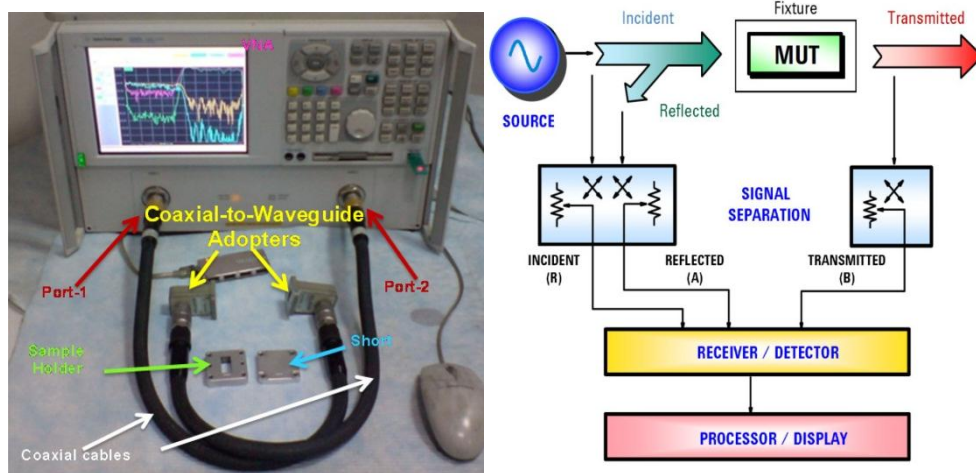 vna
Coaxial-to-Waveguide
Adopters
Port-1
Port-2
Sample
Holder
Short
Coaxial cables
Incident
Fixture
Transmitted
MUT
SOURCE
Reflected
SIGNAL
SEPARATION
INCIDENT
(R)
REFLECTED
(A)
TRANSMITTED
(B)
RECEIVER / DETECTOR
PROCESSOR / DISPLAY